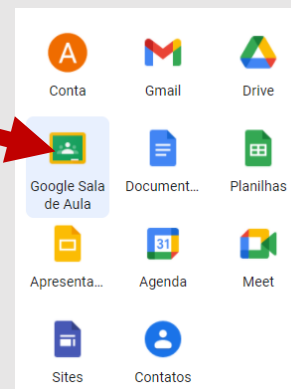 A
Conta Gmail Drive
Google Sala Document... Planilhas
de Aula
31
Apresenta... Agenda Meet
Sites Contatos